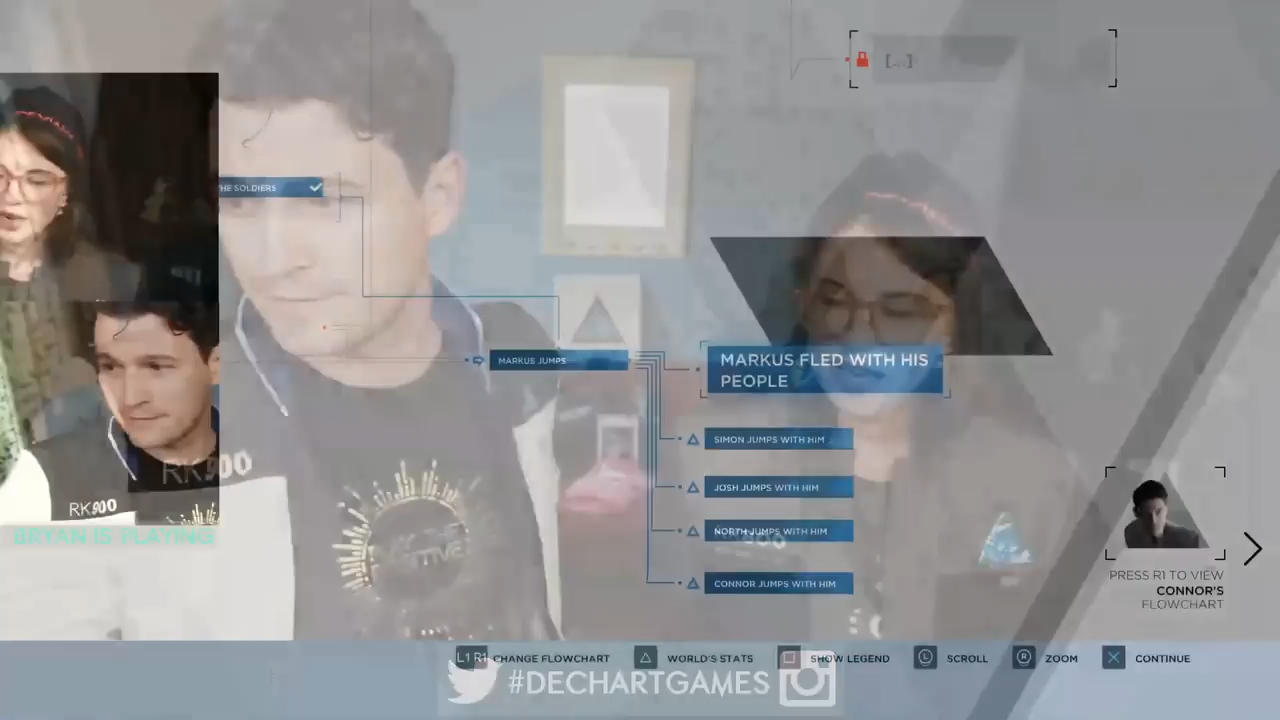 [...]
HE SOLDIERS
MARKUS JUMPS
MARKUS FLED WITH HIS
PEOPLE
SIMON JUMPS WITH HIM
JOSH JUMPS WITH HIM
NORTH JUMPS WITH HIM
CONNOR JUMPS WITH HIM
RK900
RK900
BRYAN IS PLAYING
PRESS R1 TO VIEW
CONNOR'S
FLOWCHART
L1 R1 CHANGE FLOWCHART WORLD'S STATS SHOW LEGEND L SCROLL R ZOOM CONTINUE
#DECHARTGAMES